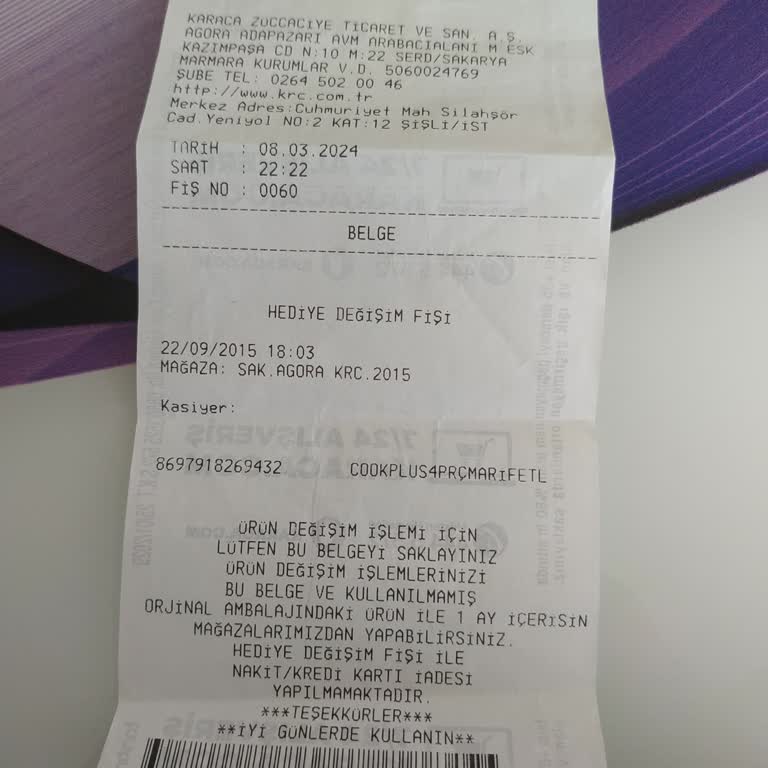 KARACA ZÜCCACİYE TİCARET VE SAN. A.Ş.
AGORA ADAPAZARI AVM ARABACIALANI M ESK
KAZIMPAŞA CD N:10 M:22 SERD/SAKARYA
MARMARA KURUMLAR V.D. 5060024769
ŞUBE TEL: 0264 502 00 46
http://www.krc.com.tr
Merkez Adres:Cuhmuriyet Mah Silahşör
Cad.Yeniyol NO:2 KAT:12 ŞİŞLİ/İST
TARİH : 08.03.2024
SAAT : 22:22
FİŞ NO : 0060
BELGE
HEDİYE DEĞİŞİM FİŞİ
22/09/2015 18:03
MAĞAZA: SAK.AGORA KRC.2015
Kasiyer:
8697918269432 COOKPLUS4PRÇMARİFETL
ÜRÜN DEĞİŞİM İŞLEMİ İÇİN
LÜTFEN BU BELGEYİ SAKLAYINIZ
ÜRÜN DEĞİŞİM İŞLEMLERİNİZİ
BU BELGE VE KULLANILMAMIŞ
ORJİNAL AMBALAJINDAKİ ÜRÜN İLE 1 AY İÇERİSİN
MAĞAZALARIMIZDAN YAPABİLİRSİNİZ.
HEDİYE DEĞİŞİM FİŞİ İLE
NAKİT/KREDİ KARTI İADESİ
YAPILMAMAKTADIR.
***TEŞEKKÜRLER***
**İYİ GÜNLERDE KULLANIN**